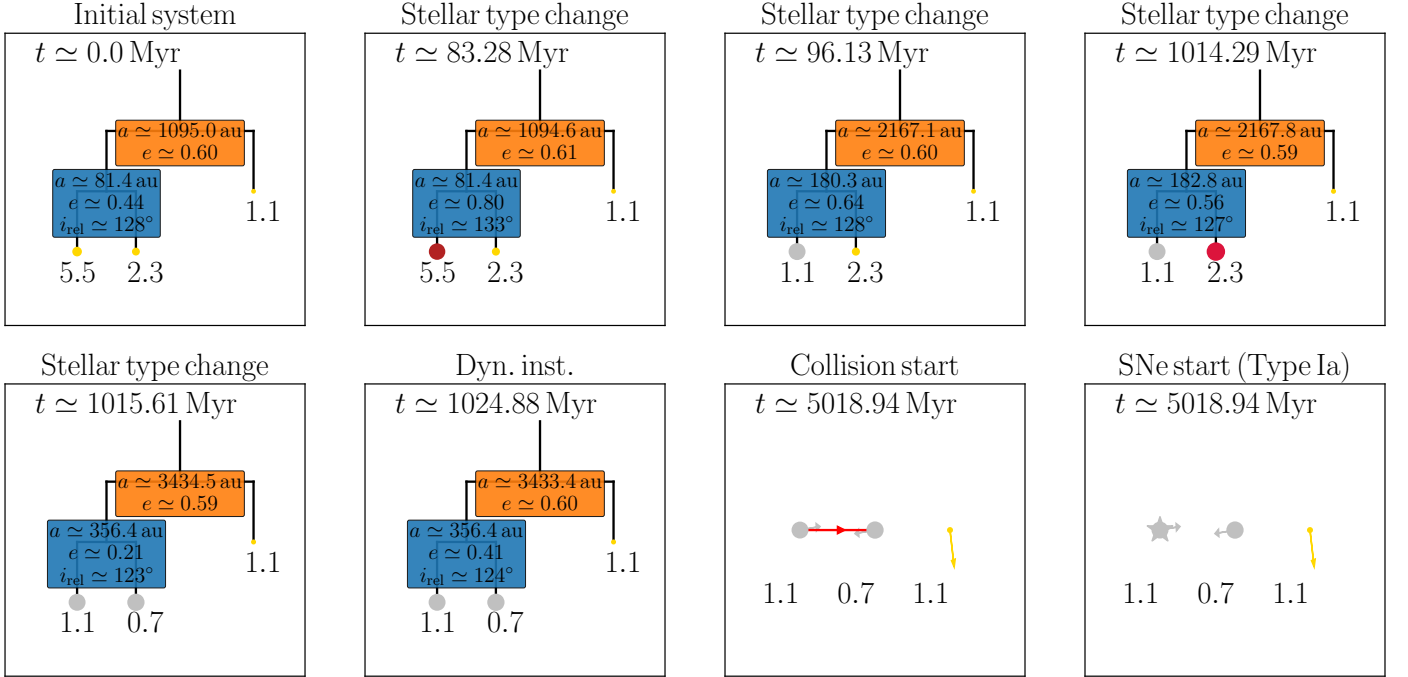 Initial system
t ≃ 0.0 Myr
a ≃ 1095.0 au
e ≃ 0.60
a ≃ 81.4 au
e ≃ 0.44
i_rel ≃ 128°
1.1
5.5 2.3
Stellar type change
t ≃ 83.28 Myr
a ≃ 1094.6 au
e ≃ 0.61
a ≃ 81.4 au
e ≃ 0.80
i_rel ≃ 133°
1.1
5.5 2.3
Stellar type change
t ≃ 96.13 Myr
a ≃ 2167.1 au
e ≃ 0.60
a ≃ 180.3 au
e ≃ 0.64
i_rel ≃ 128°
1.1
1.1 2.3
Stellar type change
t ≃ 1014.29 Myr
a ≃ 2167.8 au
e ≃ 0.59
a ≃ 182.8 au
e ≃ 0.56
i_rel ≃ 127°
1.1
1.1 2.3
Stellar type change
t ≃ 1015.61 Myr
a ≃ 3434.5 au
e ≃ 0.59
a ≃ 356.4 au
e ≃ 0.21
i_rel ≃ 123°
1.1
1.1 0.7
Dyn. inst.
t ≃ 1024.88 Myr
a ≃ 3433.4 au
e ≃ 0.60
a ≃ 356.4 au
e ≃ 0.41
i_rel ≃ 124°
1.1
1.1 0.7
Collision start
t ≃ 5018.94 Myr
1.1 0.7 1.1
SNe start (Type Ia)
t ≃ 5018.94 Myr
1.1 0.7 1.1